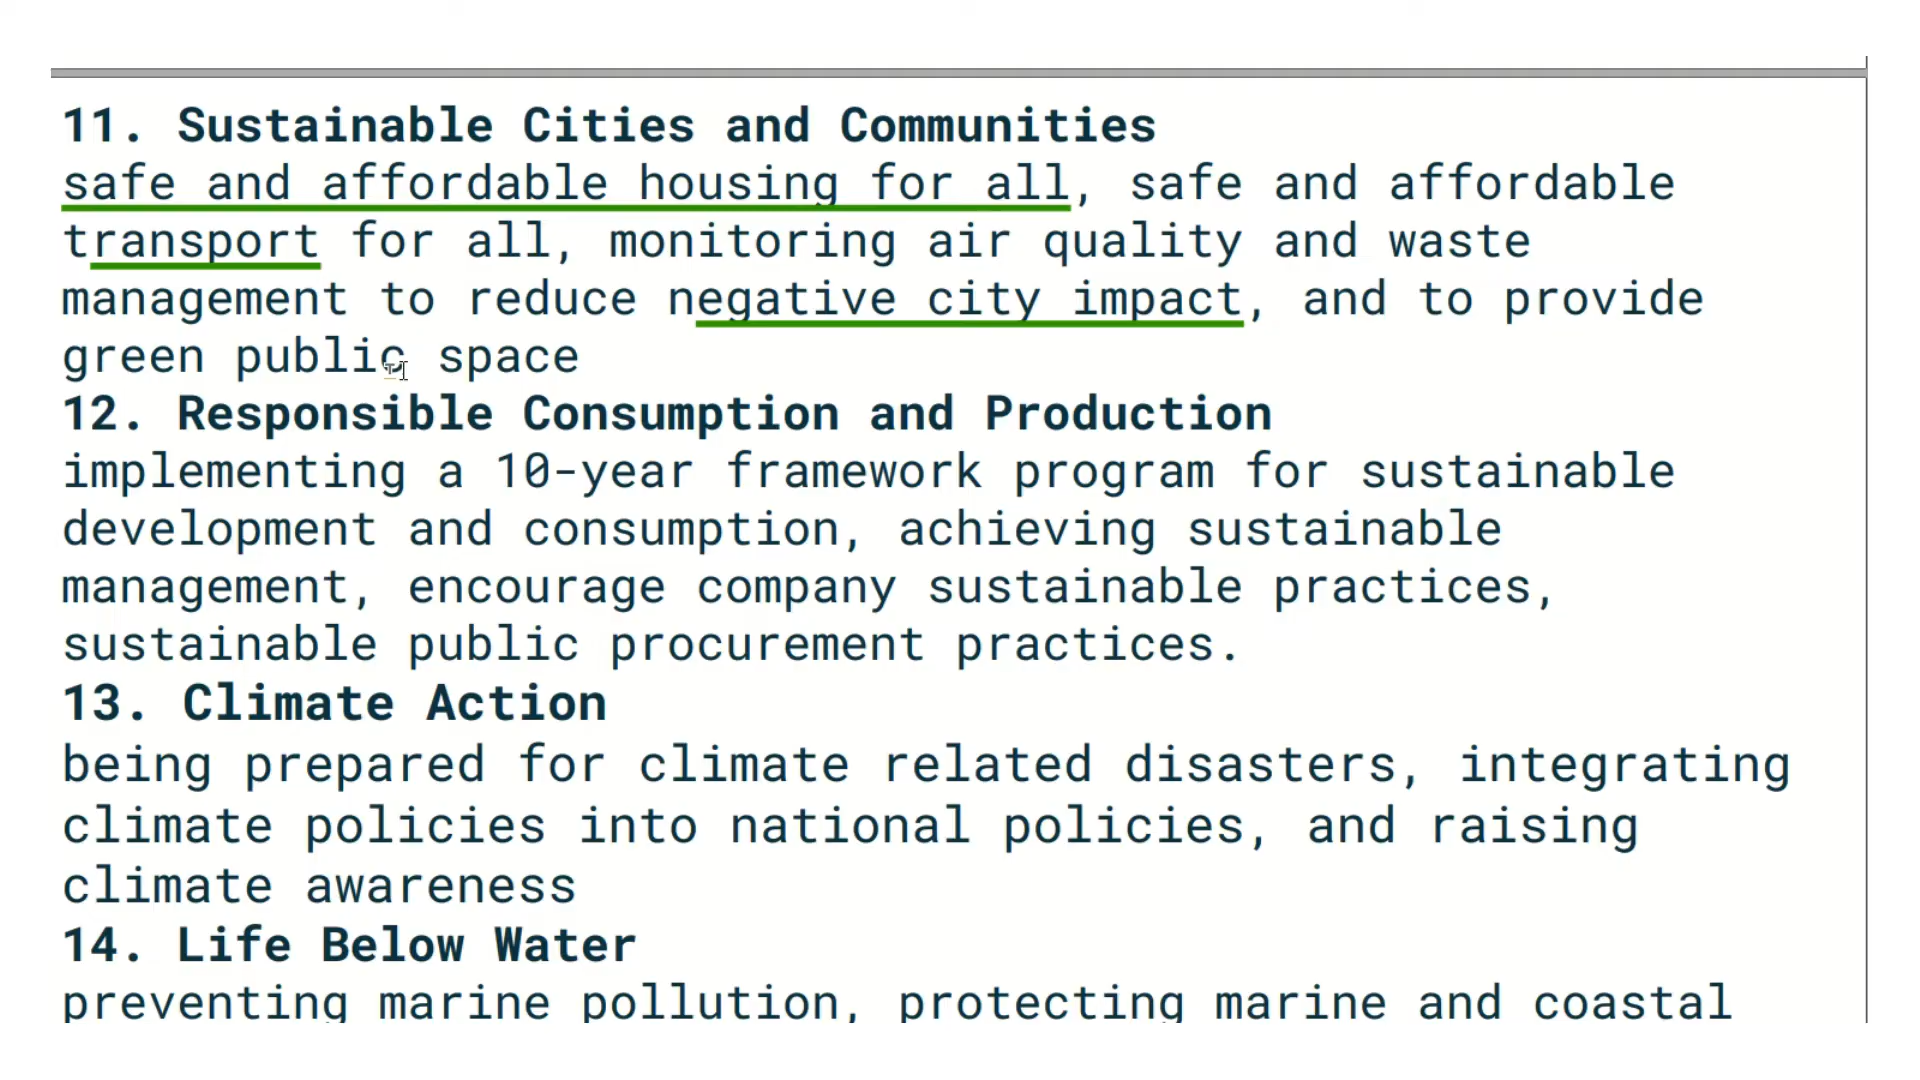 11. Sustainable Cities and Communities
safe and affordable housing for all, safe and affordable
transport for all, monitoring air quality and waste
management to reduce negative city impact, and to provide
green public space
12. Responsible Consumption and Production
implementing a 10-year framework program for sustainable
development and consumption, achieving sustainable
management, encourage company sustainable practices,
sustainable public procurement practices.
13. Climate Action
being prepared for climate related disasters, integrating
climate policies into national policies, and raising
climate awareness
14. Life Below Water
preventing marine pollution, protecting marine and coastal